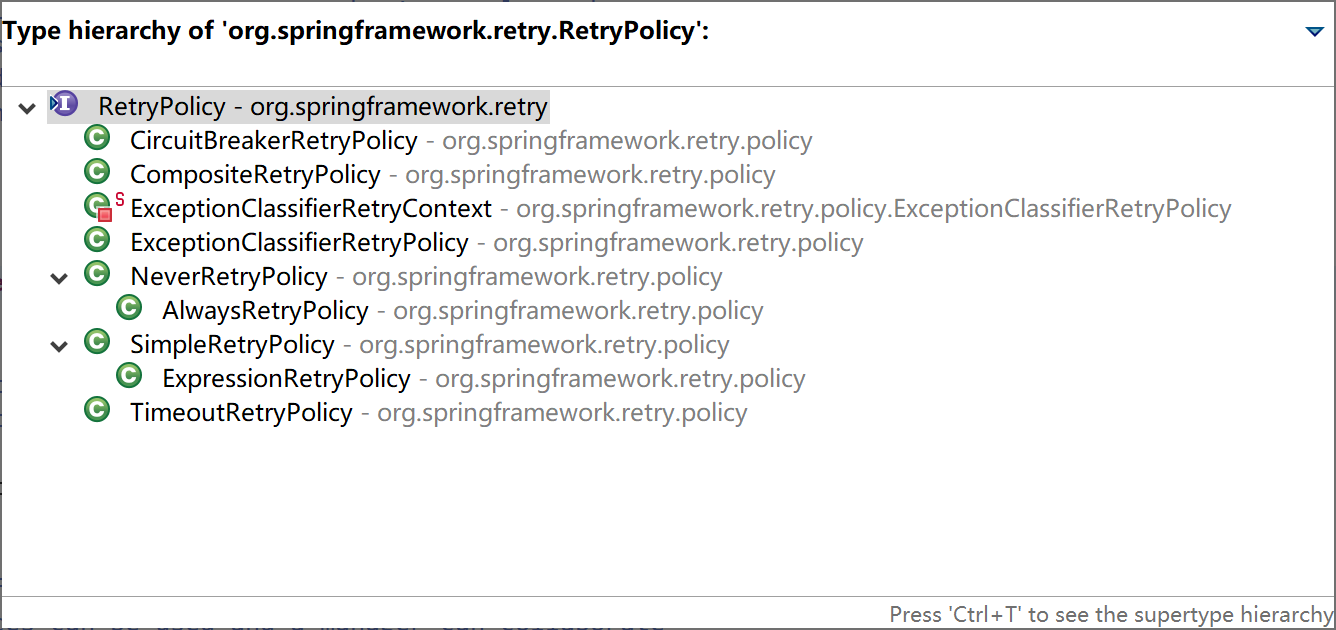 Type hierarchy of 'org.springframework.retry.RetryPolicy':
RetryPolicy - org.springframework.retry
CircuitBreakerRetryPolicy - org.springframework.retry.policy
CompositeRetryPolicy - org.springframework.retry.policy
ExceptionClassifierRetryContext - org.springframework.retry.policy.ExceptionClassifierRetryPolicy
ExceptionClassifierRetryPolicy - org.springframework.retry.policy
NeverRetryPolicy - org.springframework.retry.policy
AlwaysRetryPolicy - org.springframework.retry.policy
SimpleRetryPolicy - org.springframework.retry.policy
ExpressionRetryPolicy - org.springframework.retry.policy
TimeoutRetryPolicy - org.springframework.retry.policy
Press 'Ctrl+T' to see the supertype hierarchy